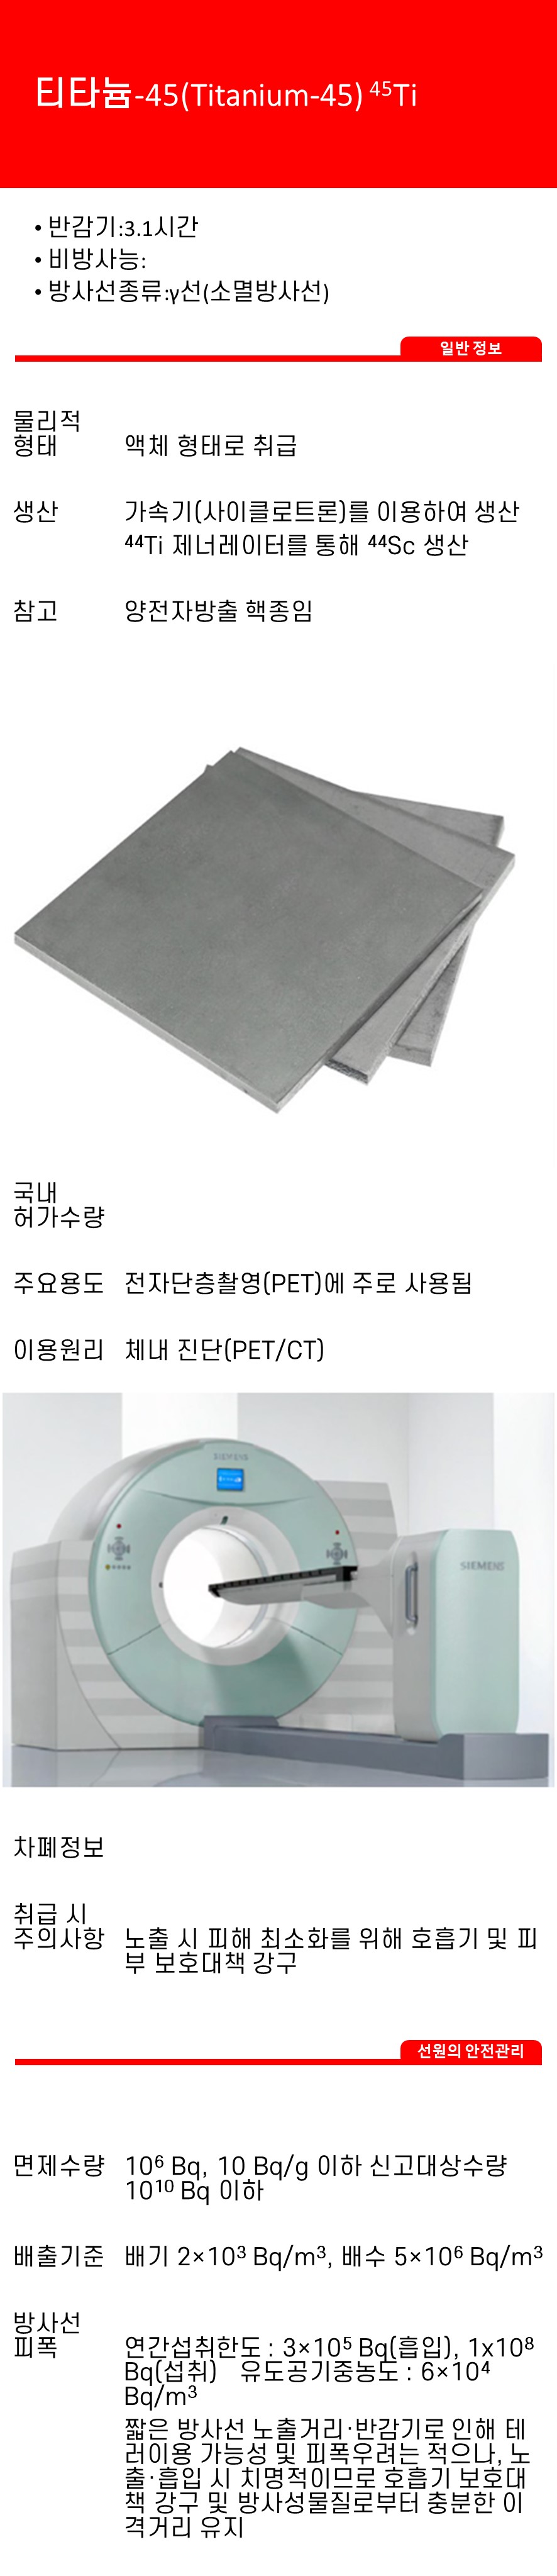 티타늄-45(Titanium-45) ⁴⁵Ti
• 반감기:3.1시간
• 비방사능:
• 방사선종류:γ선(소멸방사선)
일반 정보
물리적
형태 액체 형태로 취급
생산 가속기(사이클로트론)를 이용하여 생산
⁴⁴Ti 제너레이터를 통해 ⁴⁴Sc 생산
참고 양전자방출 핵종임
국내
허가수량
주요용도 전자단층촬영(PET)에 주로 사용됨
이용원리 체내 진단(PET/CT)
SIEMENS
SIEMENS
차폐정보
취급 시
주의사항 노출 시 피해 최소화를 위해 호흡기 및 피
부 보호대책 강구
선원의 안전관리
면제수량 10⁶ Bq, 10 Bq/g 이하 신고대상수량
10¹⁰ Bq 이하
배출기준 배기 2×10³ Bq/m³, 배수 5×10⁶ Bq/m³
방사선
피폭 연간섭취한도 : 3×10⁵ Bq(흡입), 1x10⁸
Bq(섭취) 유도공기중농도 : 6×10⁴
Bq/m³
짧은 방사선 노출거리·반감기로 인해 테
러이용 가능성 및 피폭우려는 적으나, 노
출·흡입 시 치명적이므로 호흡기 보호대
책 강구 및 방사성물질로부터 충분한 이
격거리 유지